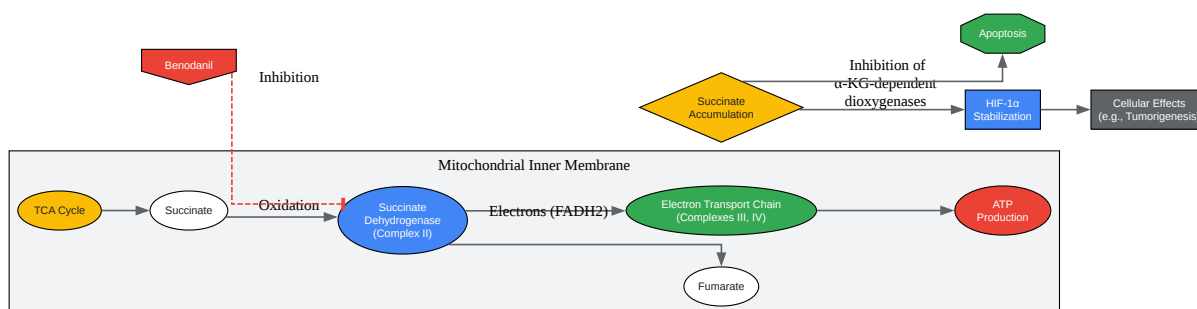 Apoptosis
Benodanil
Inhibition
Inhibition of
α-KG-dependent
dioxygenases
Succinate
Accumulation
HIF-1α
Stabilization
Cellular Effects
(e.g., Tumorigenesis
Mitochondrial Inner Membrane
TCA Cycle
Succinate
Oxidation
Succinate
Dehydrogenase
(Complex II)
Electrons (FADH2)
Electron Transport Chain
(Complexes III, IV)
ATP
Production
Fumarate